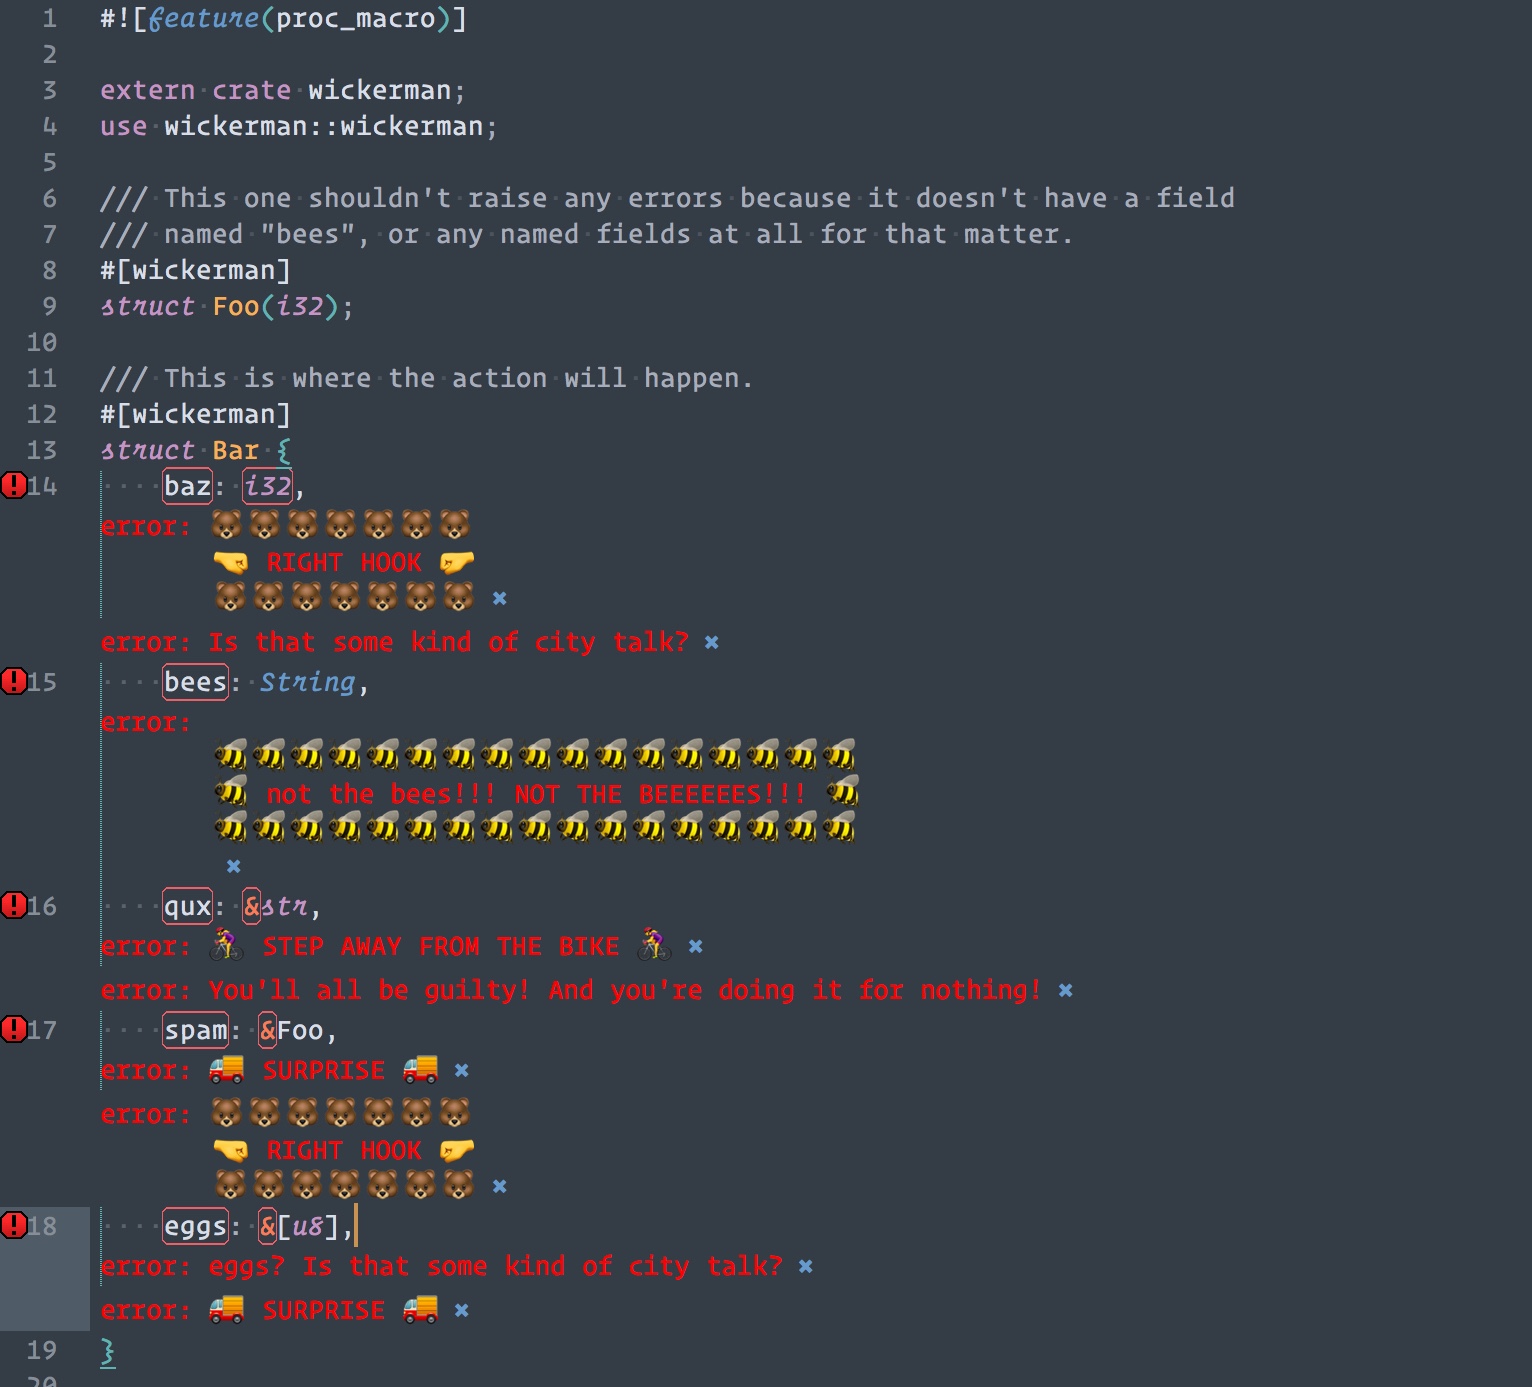 1 #![feature(proc_macro)]
2
3 extern crate wickerman;
4 use wickerman::wickerman;
5
6 /// This one shouldn't raise any errors because it doesn't have a field
7 /// named "bees", or any named fields at all for that matter.
8 #[wickerman]
9 struct Foo(i32);
10
11 /// This is where the action will happen.
12 #[wickerman]
13 struct Bar {
14 baz: i32,
error: 🐻🐻🐻🐻🐻🐻🐻
🤜 RIGHT HOOK 🤛
🐻🐻🐻🐻🐻🐻🐻 ✖
error: Is that some kind of city talk? ✖
15 bees: String,
error:
🐝🐝🐝🐝🐝🐝🐝🐝🐝🐝🐝🐝🐝🐝🐝🐝🐝
🐝 not the bees!!! NOT THE BEEEEEES!!! 🐝
🐝🐝🐝🐝🐝🐝🐝🐝🐝🐝🐝🐝🐝🐝🐝🐝🐝
✖
16 qux: &str,
error: 🚴‍♀️ STEP AWAY FROM THE BIKE 🚴‍♀️ ✖
error: You'll all be guilty! And you're doing it for nothing! ✖
17 spam: &Foo,
error: 🚚 SURPRISE 🚚 ✖
error: 🐻🐻🐻🐻🐻🐻🐻
🤜 RIGHT HOOK 🤛
🐻🐻🐻🐻🐻🐻🐻 ✖
18 eggs: &[u8],
error: eggs? Is that some kind of city talk? ✖
error: 🚚 SURPRISE 🚚 ✖
19 }
20